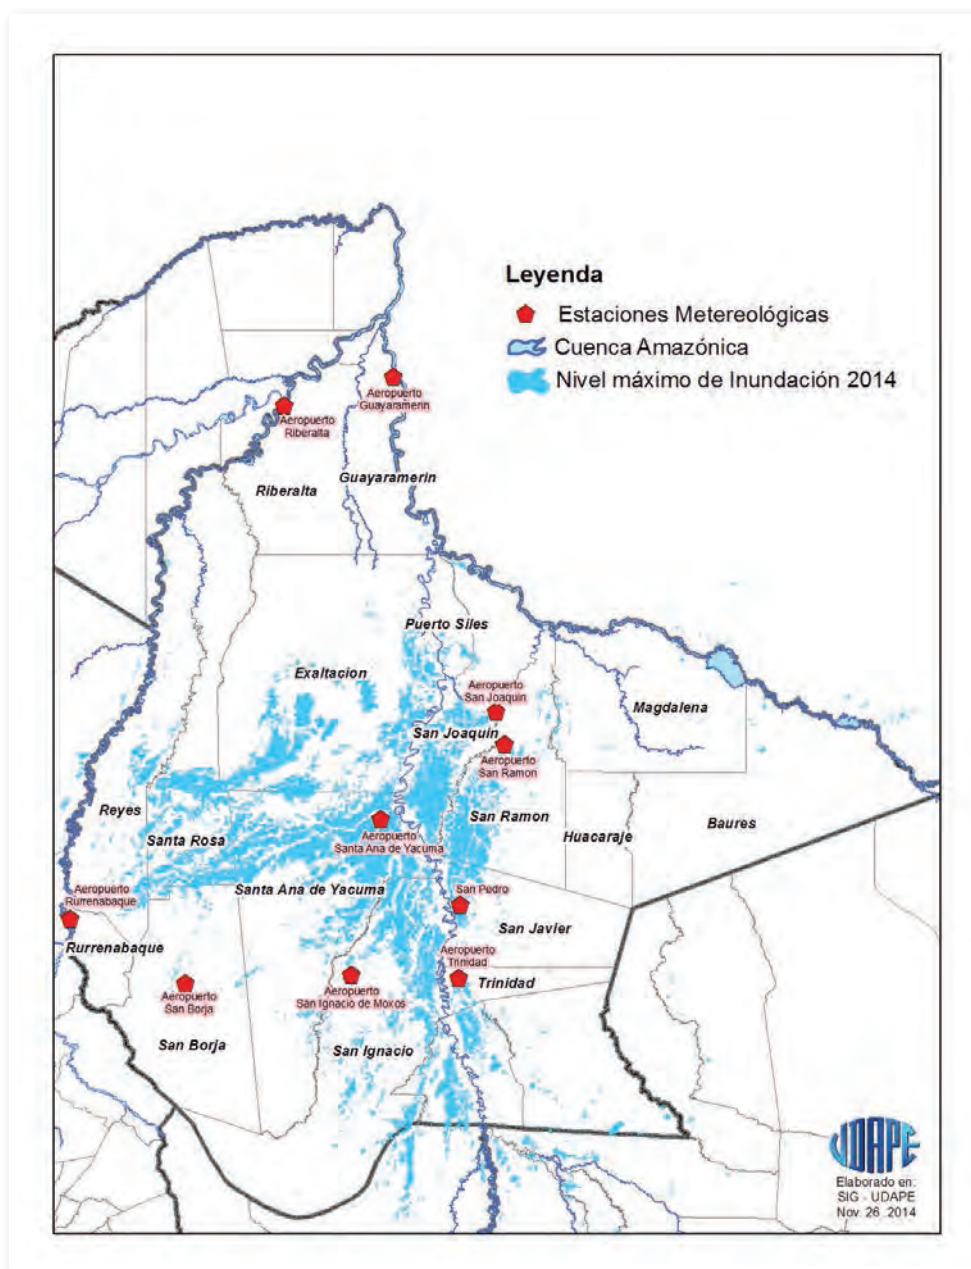 Leyenda
Estaciones Metereológicas
Cuenca Amazónica
Nivel máximo de Inundación 2014
Aeropuerto
Guayaramerin
Aeropuerto
Riberalta
Guayaramerin
Riberalta
Puerto Siles
Exaltacion
Aeropuerto
San Joaquin
Magdalena
San Joaquin
Aeropuerto
San Ramon
Reyes
San Ramon
Baures
Santa Rosa
Aeropuerto
Santa Ana de Yacuma
Huacaraje
Santa Ana de Yacuma
San Pedro
Aeropuerto
Rurrenabaque
San Javier
Rurrenabaque
Aeropuerto
Trinidad
Trinidad
Aeropuerto
San Borja
Aeropuerto
San Ignacio de Moxos
San Borja
San Ignacio
UDAPE
Elaborado en:
SIG - UDAPE
Nov. 26 2014